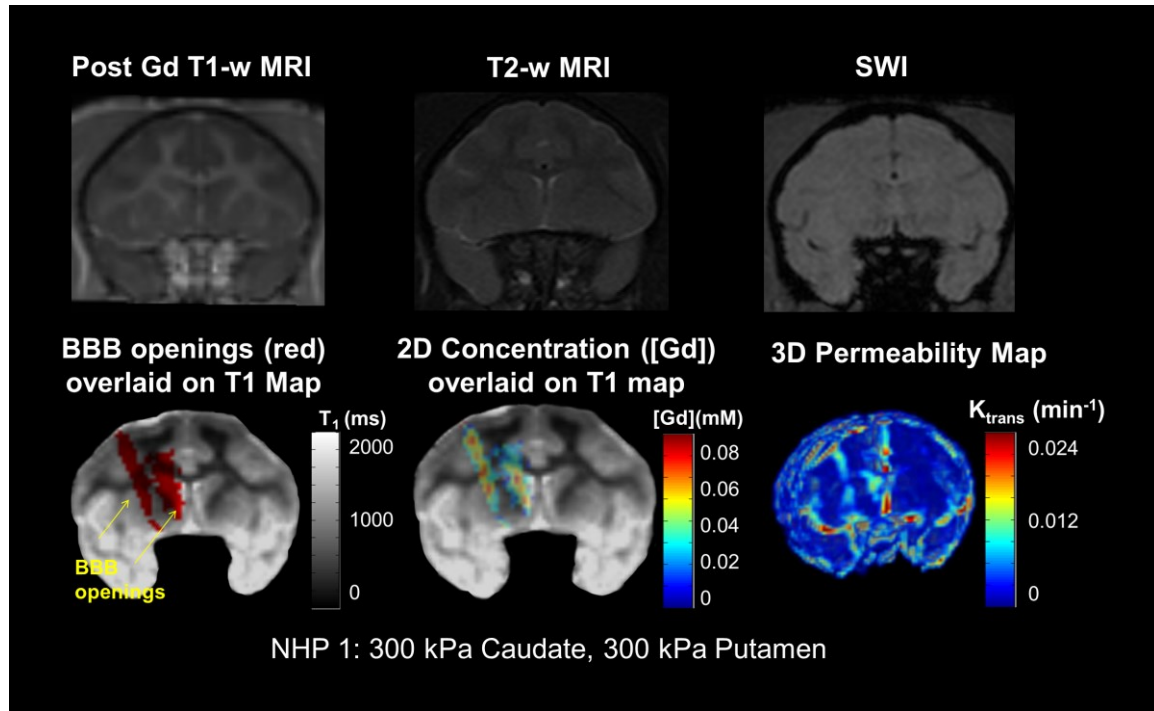 Post Gd T1-w MRI
T2-w MRI
SWI
BBB openings (red)
overlaid on T1 Map
2D Concentration ([Gd])
overlaid on T1 map
3D Permeability Map
T1 (ms)
2000
1000
0
BBB
openings
[Gd](mM)
0.08
0.06
0.04
0.02
0
Ktrans (min-1)
0.024
0.012
0
NHP 1: 300 kPa Caudate, 300 kPa Putamen